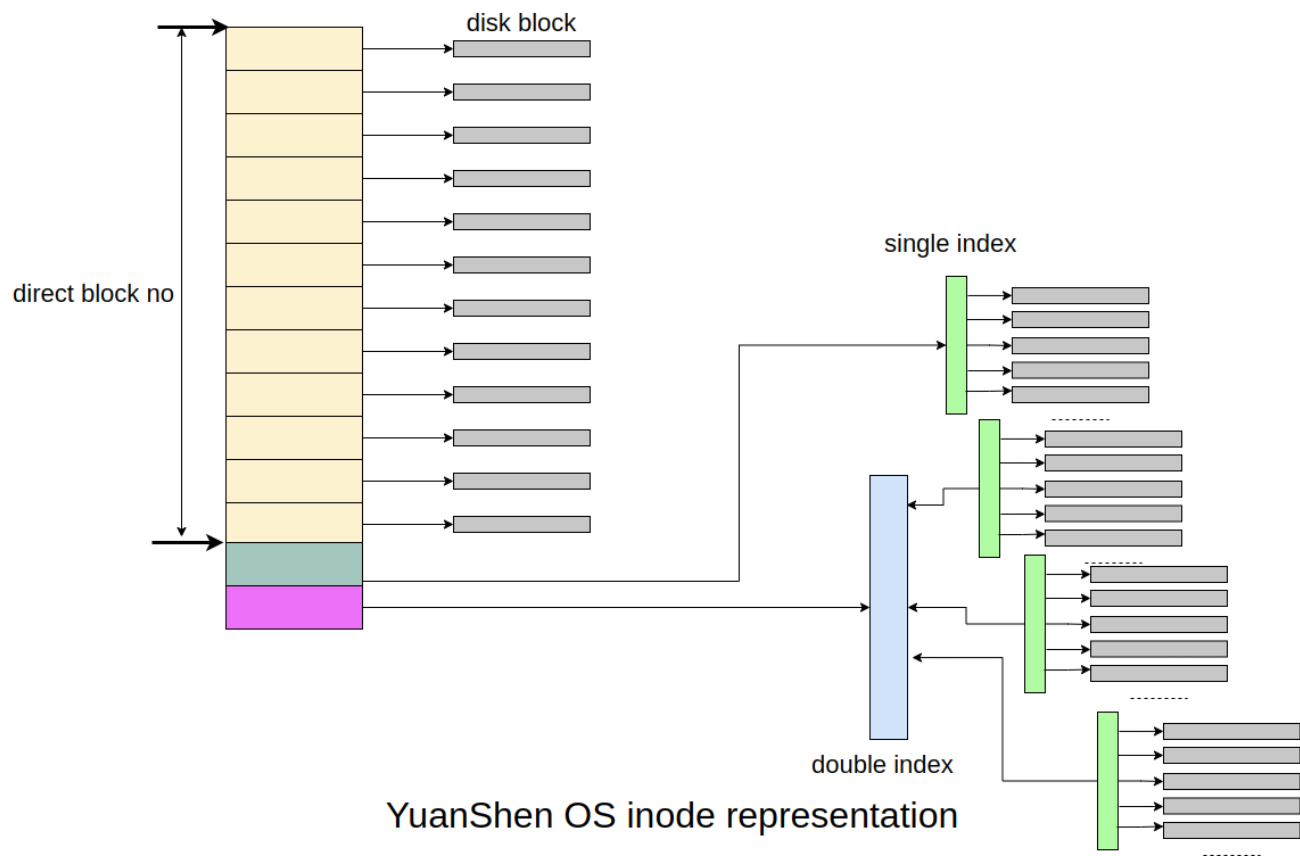 disk block
direct block no
single index
double index
YuanShen OS inode representation